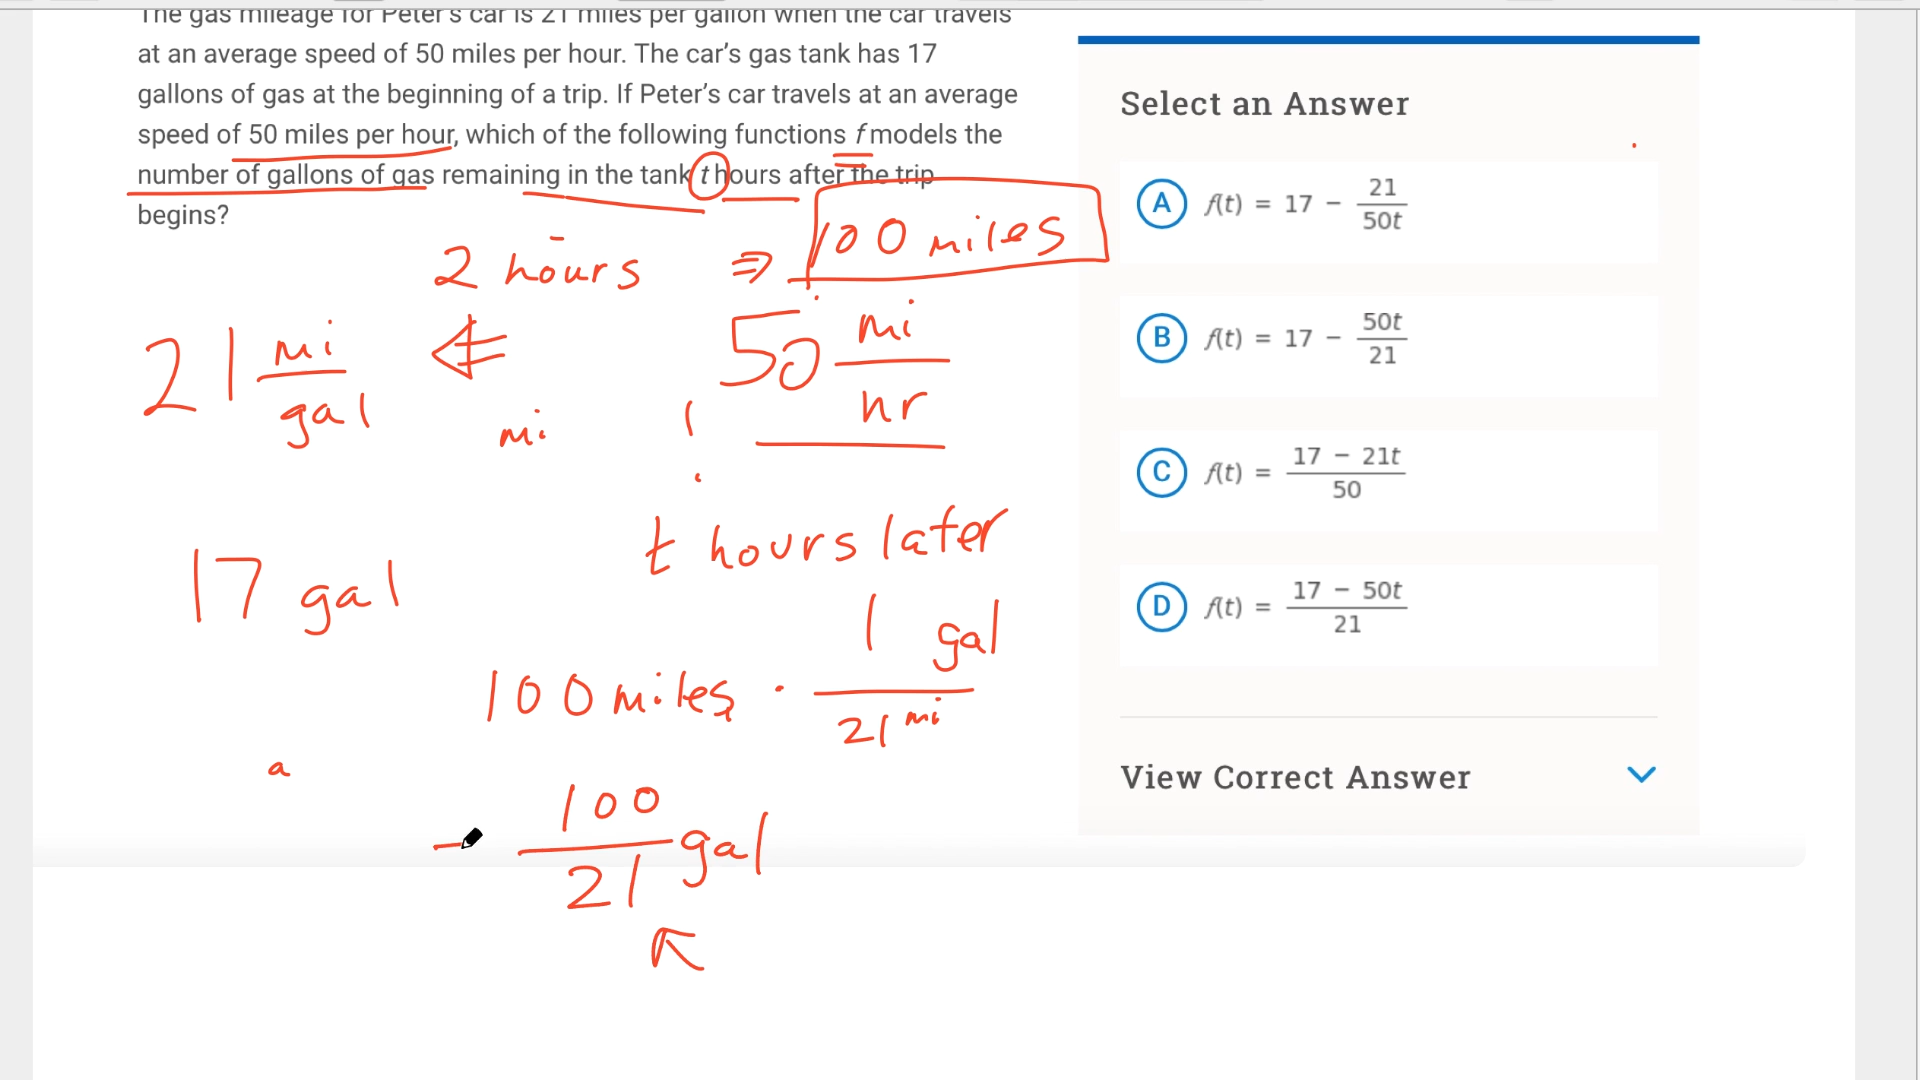 The gas mileage for Peter's car is 21 miles per gallon when the car travels
at an average speed of 50 miles per hour. The car's gas tank has 17
gallons of gas at the beginning of a trip. If Peter's car travels at an average
speed of 50 miles per hour, which of the following functions f models the
number of gallons of gas remaining in the tank t hours after the trip
begins?
2 hours ⇒ 100 miles
21 mi/gal ⇐ 50 mi/hr
mi
17 gal
t hours later
100 miles · 1 gal / 21 mi
a
- 100/21 gal
Select an Answer
A f(t) = 17 − 21/50t
B f(t) = 17 − 50t/21
C f(t) = 17 − 21t / 50
D f(t) = 17 − 50t / 21
View Correct Answer